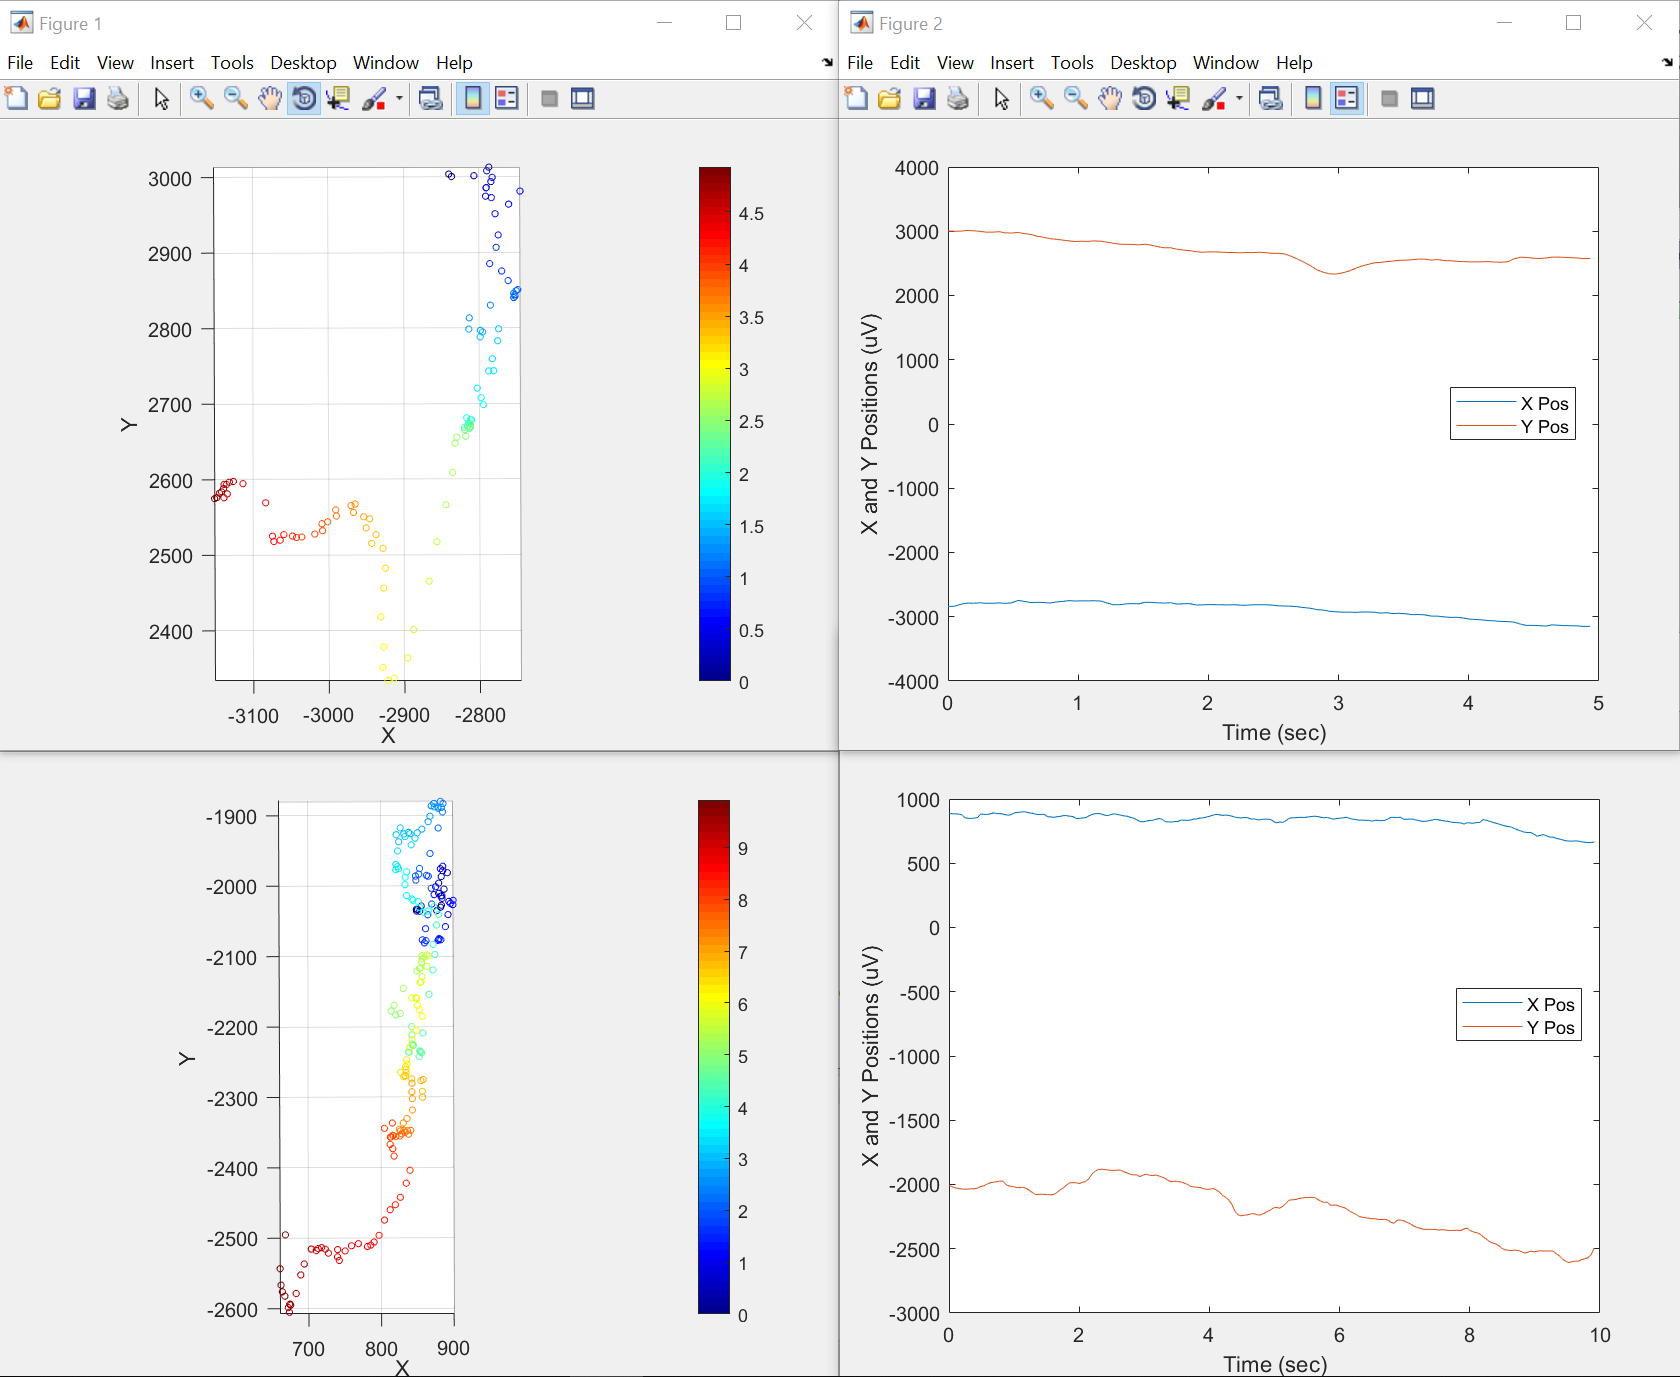 Figure 1
File Edit View Insert Tools Desktop Window Help
3000
2900
2800
2700
2600
2500
2400
Y
-3100 -3000 -2900 -2800
X
4.5
4
3.5
3
2.5
2
1.5
1
0.5
0
Figure 2
File Edit View Insert Tools Desktop Window Help
4000
3000
2000
1000
0
-1000
-2000
-3000
-4000
X and Y Positions (uV)
X Pos
Y Pos
0 1 2 3 4 5
Time (sec)
-1900
-2000
-2100
-2200
-2300
-2400
-2500
-2600
Y
700 800 900
X
9
8
7
6
5
4
3
2
1
0
1000
500
0
-500
-1000
-1500
-2000
-2500
-3000
X and Y Positions (uV)
X Pos
Y Pos
0 2 4 6 8 10
Time (sec)